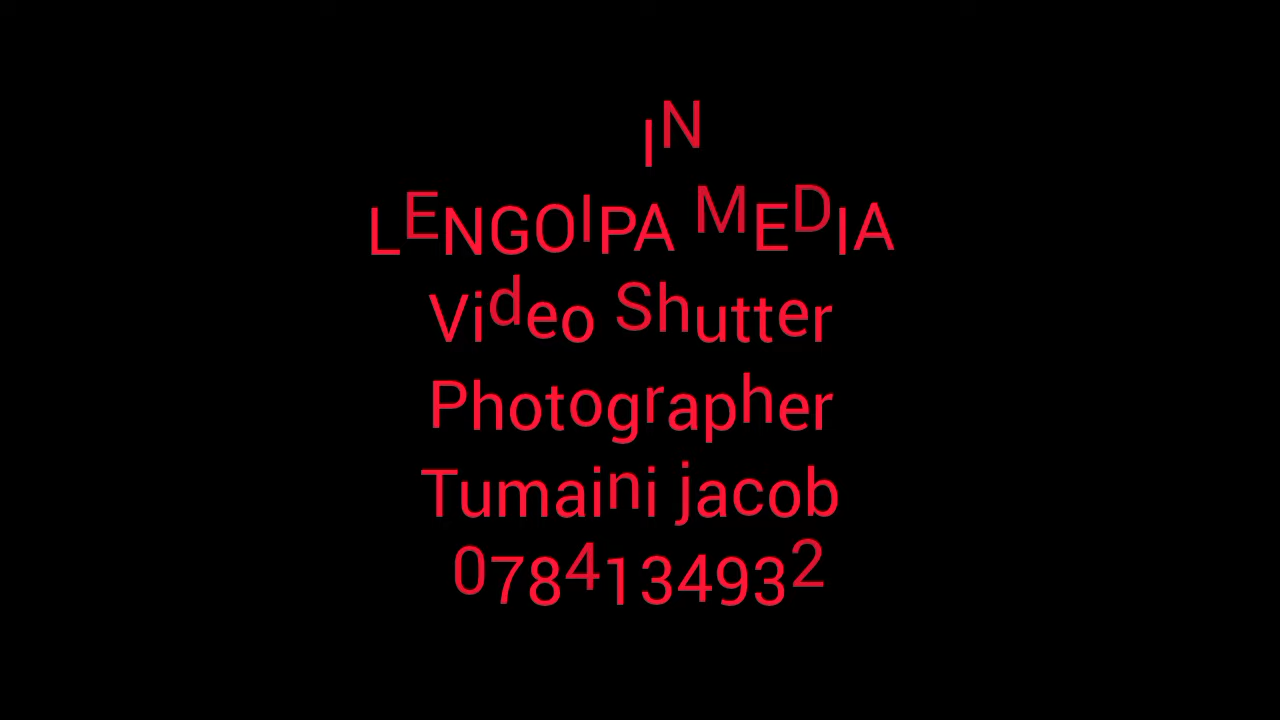 IN
LENGOIPA MEDIA
Video Shutter
Photographer
Tumaini jacob
0784134932